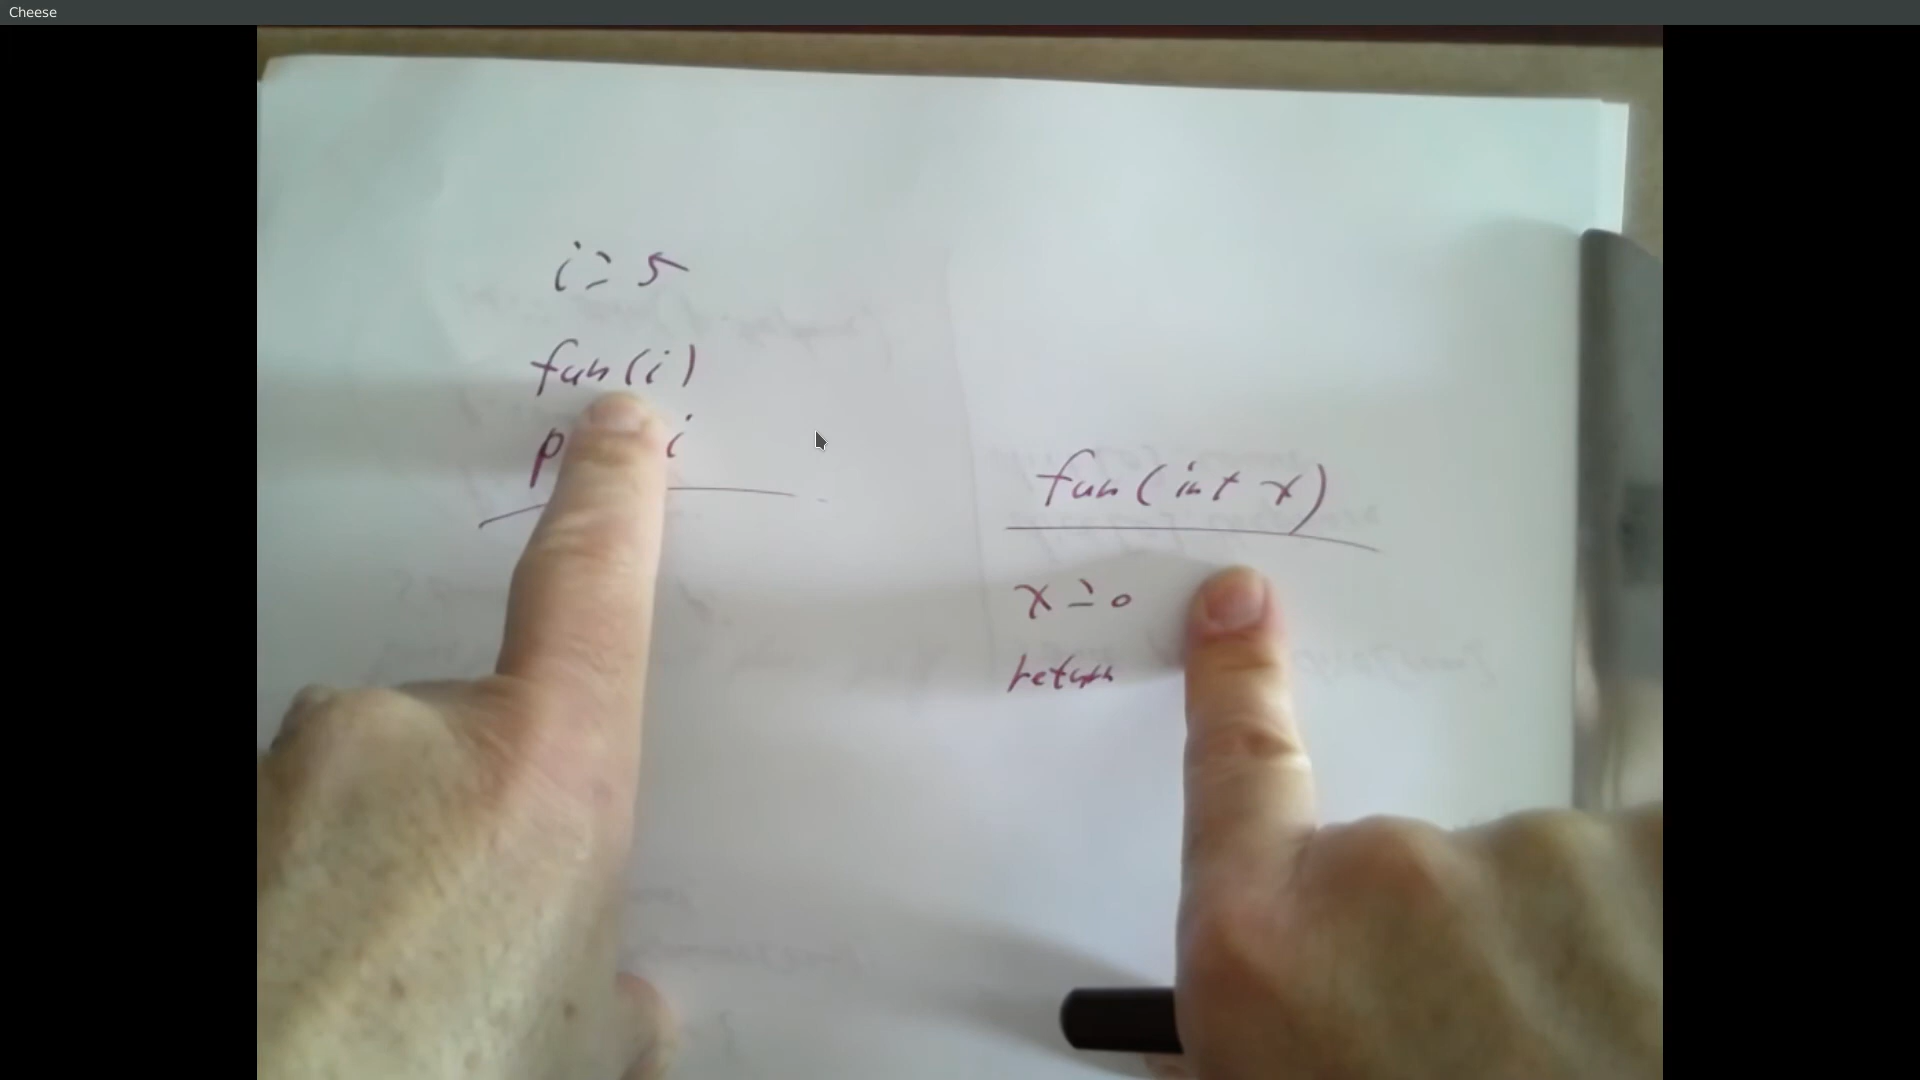 Cheese
i = 5
fun(i)
p i
fun(int x)
x = 0
return